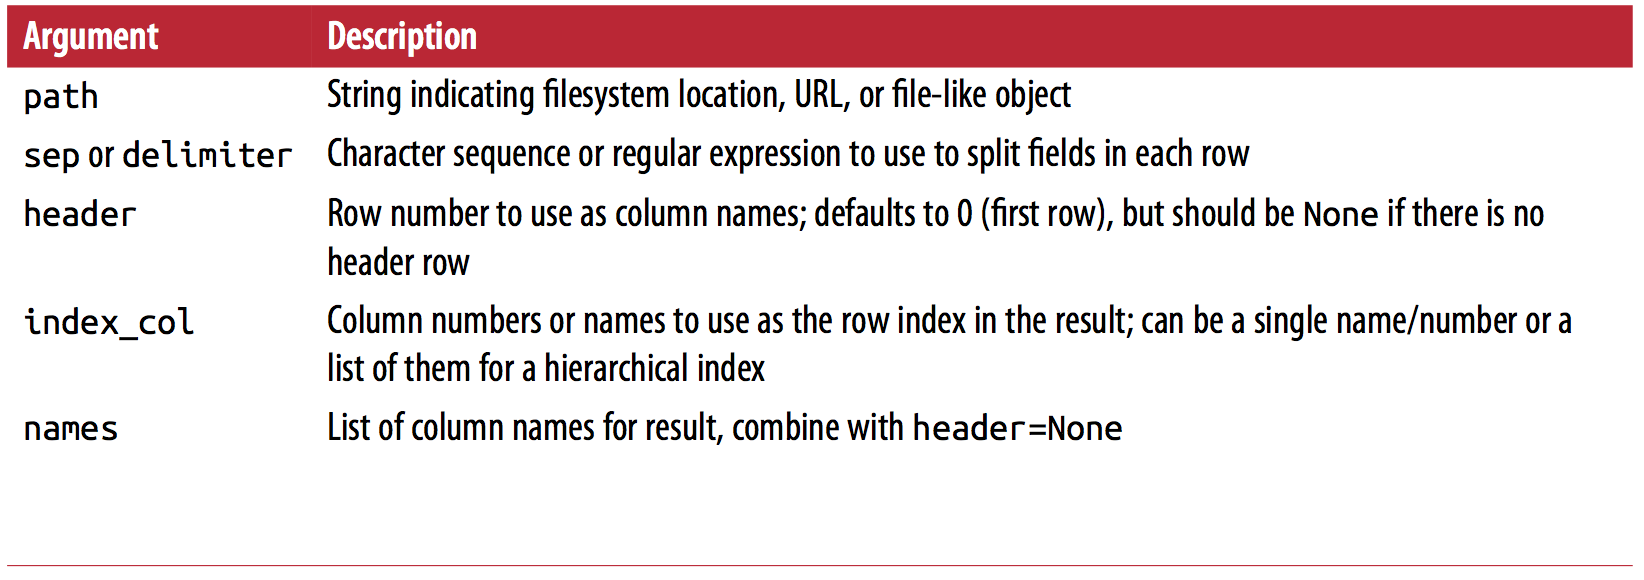 Argument Description
path String indicating filesystem location, URL, or file-like object
sep or delimiter Character sequence or regular expression to use to split fields in each row
header Row number to use as column names; defaults to 0 (first row), but should be None if there is no
header row
index_col Column numbers or names to use as the row index in the result; can be a single name/number or a
list of them for a hierarchical index
names List of column names for result, combine with header=None